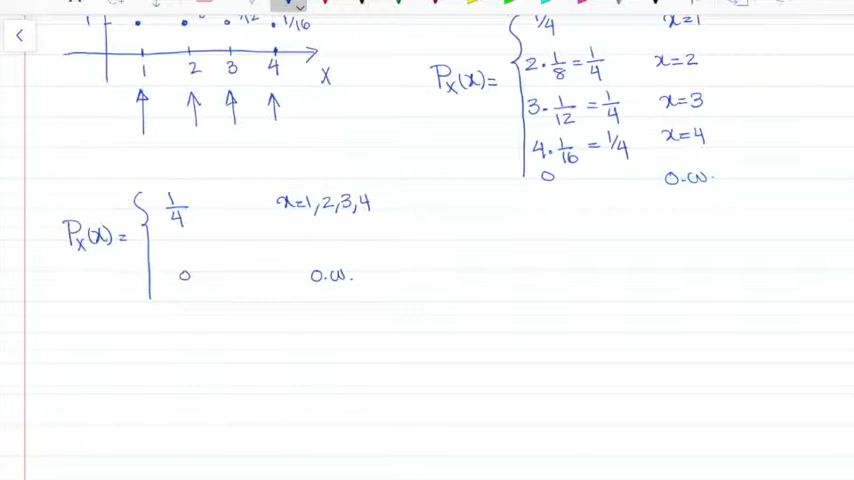 1 1/12 1/16
1 2 3 4 X
P_X(x)= { 1/4 x=1
2·1/8=1/4 x=2
3·1/12=1/4 x=3
4·1/16=1/4 x=4
0 o.w.
P_X(x)= { 1/4 x=1,2,3,4
0 o.w.